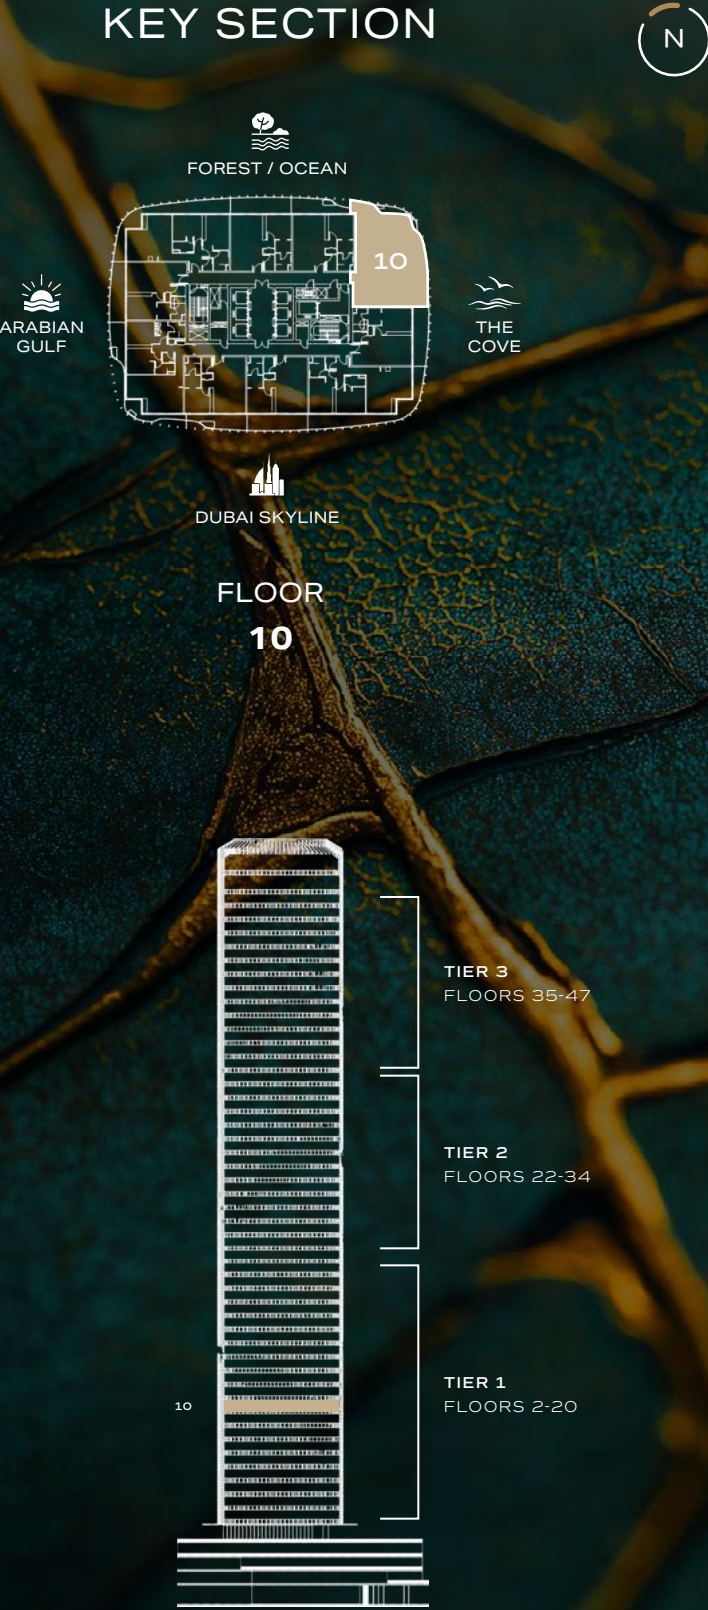 KEY SECTION
N
FOREST / OCEAN
10
ARABIAN
GULF
THE
COVE
DUBAI SKYLINE
FLOOR
10
TIER 3
FLOORS 35-47
TIER 2
FLOORS 22-34
TIER 1
FLOORS 2-20
10